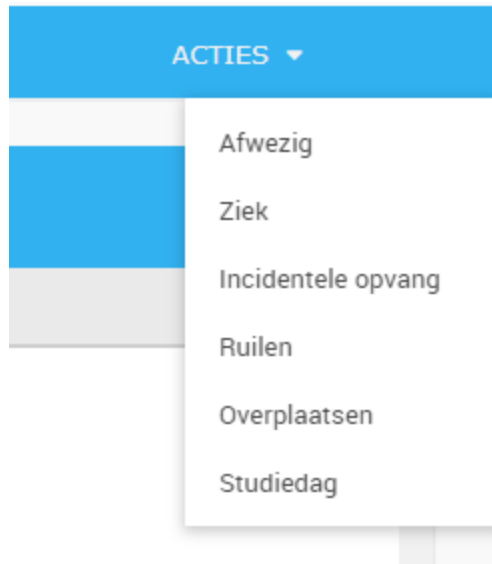 ACTIES
Afwezig
Ziek
Incidentele opvang
Ruilen
Overplaatsen
Studiedag